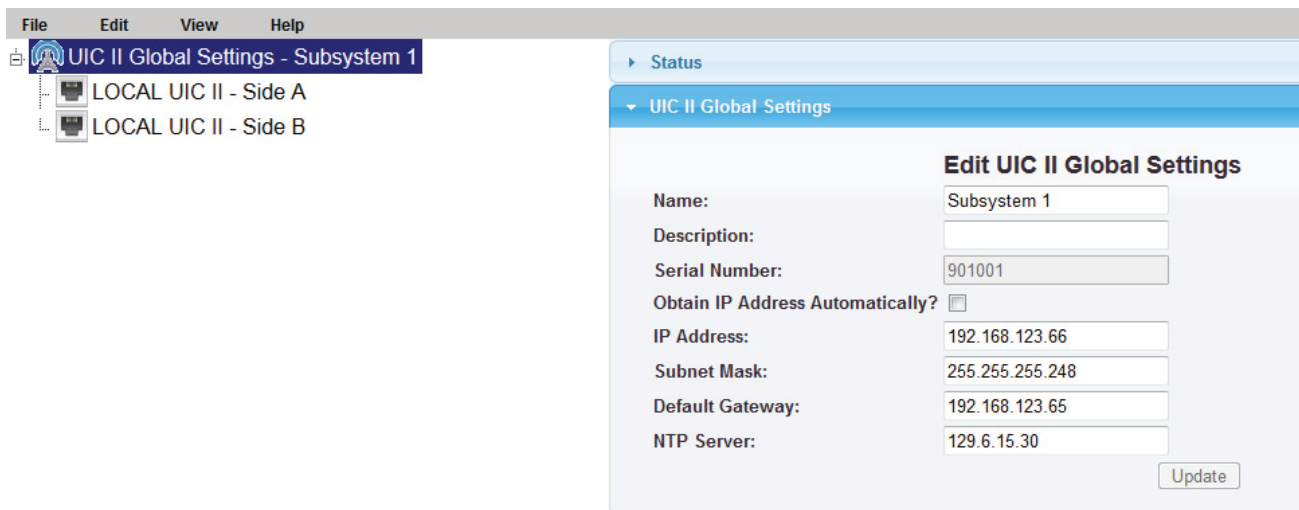 File Edit View Help
UIC II Global Settings - Subsystem 1
LOCAL UIC II - Side A
LOCAL UIC II - Side B
Status
UIC II Global Settings
Edit UIC II Global Settings
Name: Subsystem 1
Description:
Serial Number: 901001
Obtain IP Address Automatically?
IP Address: 192.168.123.66
Subnet Mask: 255.255.255.248
Default Gateway: 192.168.123.65
NTP Server: 129.6.15.30
Update